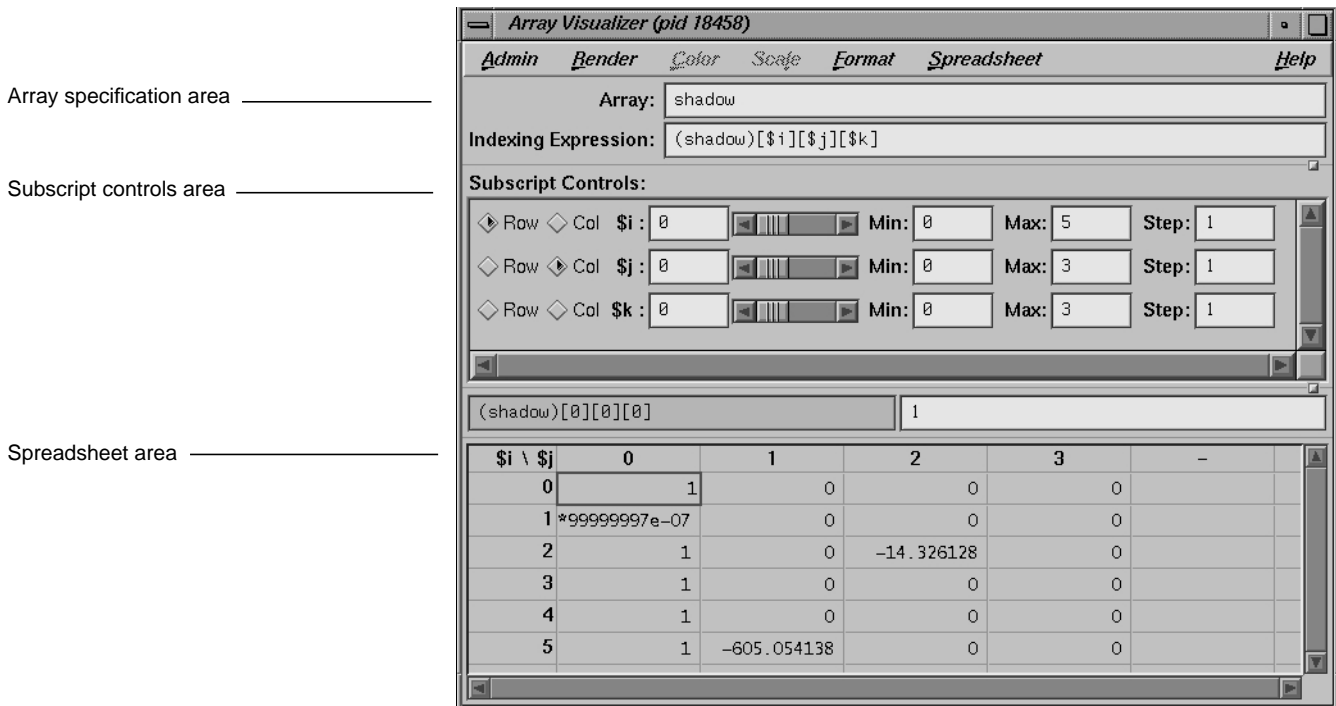 Array Visualizer (pid 18458)
Admin Render Color Scale Format Spreadsheet Help
Array specification area
Array: shadow
Indexing Expression: (shadow)[$i][$j][$k]
Subscript controls area
Subscript Controls:
Row Col $i : 0 Min: 0 Max: 5 Step: 1
Row Col $j : 0 Min: 0 Max: 3 Step: 1
Row Col $k : 0 Min: 0 Max: 3 Step: 1
(shadow)[0][0][0] 1
Spreadsheet area
$i \ $j 0 1 2 3 –
0 1 0 0 0
1 *99999997e–07 0 0 0
2 1 0 –14.326128 0
3 1 0 0 0
4 1 0 0 0
5 1 –605.054138 0 0